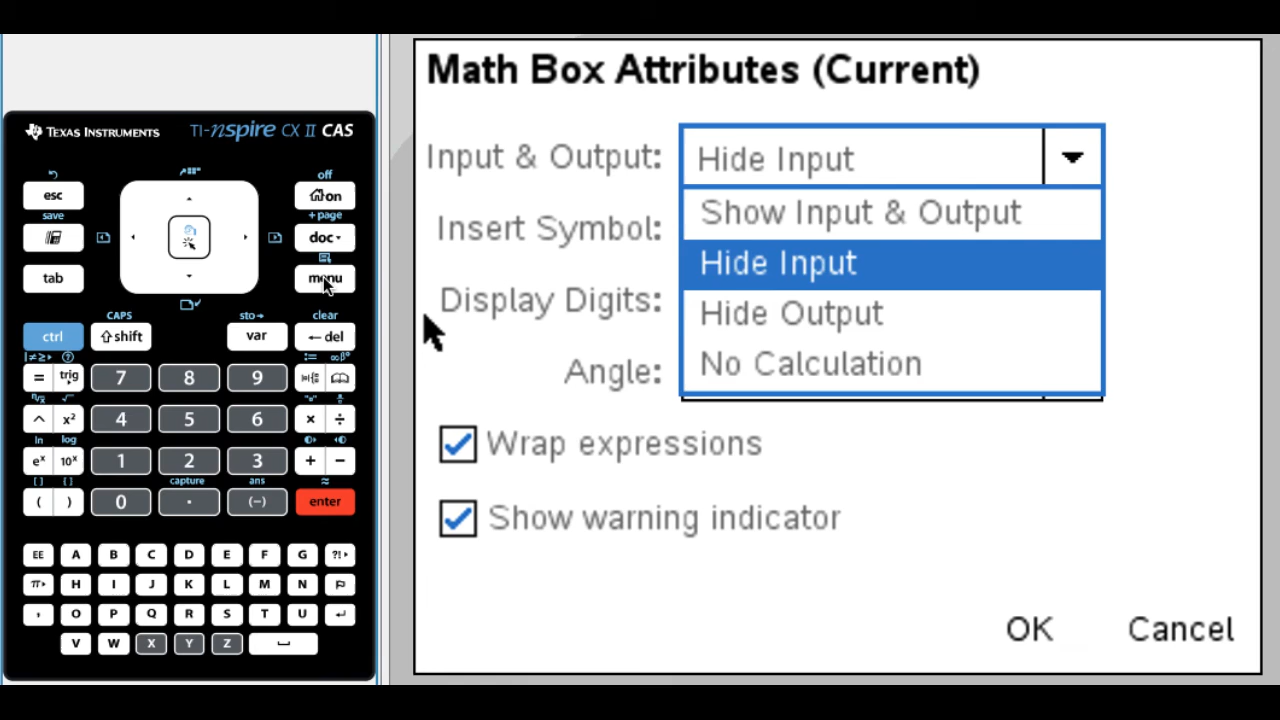 TEXAS INSTRUMENTS TI-nspire CX II CAS
esc
save
tab
off
on
+ page
doc
menu
CAPS
sto→
clear
ctrl
shift
var
← del
|≠≥▸
:=
∞β°
=
trig
7
8
9
^
x²
4
5
6
×
÷
ln
log
eˣ
10ˣ
1
2
3
+
−
[ ]
{ }
capture
ans
≈
(
)
0
.
(−)
enter
EE
A
B
C
D
E
F
G
?!▸
π▸
H
I
J
K
L
M
N
,
O
P
Q
R
S
T
U
V
W
X
Y
Z
Math Box Attributes (Current)
Input & Output:
Hide Input
Show Input & Output
Insert Symbol:
Hide Input
Display Digits:
Hide Output
Angle:
No Calculation
Wrap expressions
Show warning indicator
OK
Cancel